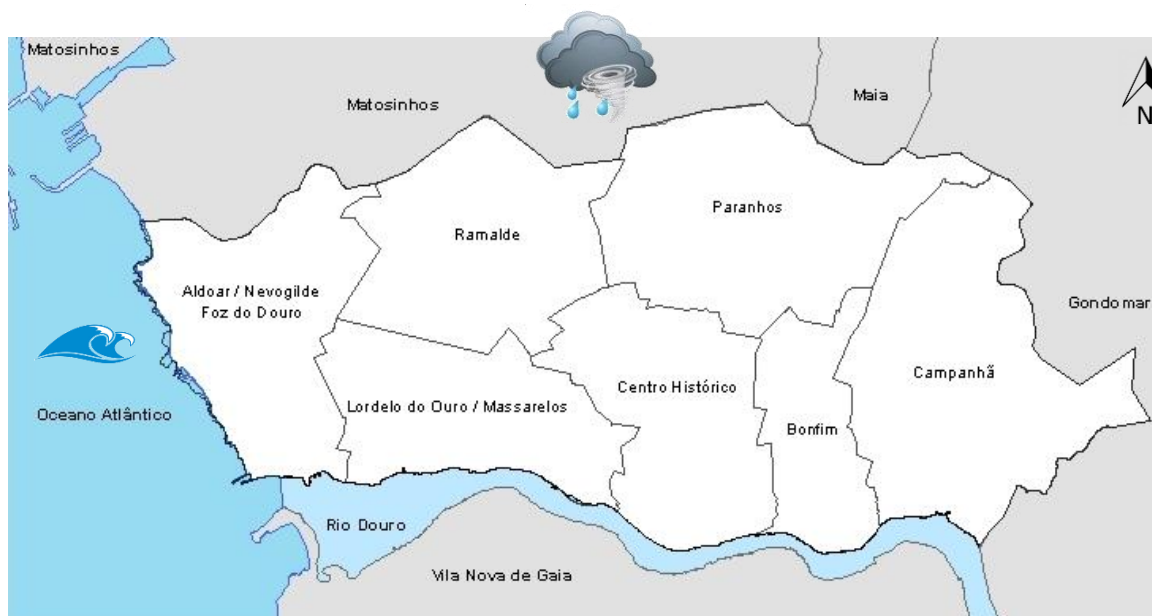 Matosinhos
Matosinhos
Maia
N
Paranhos
Ramalde
Aldoar / Nevogilde
Foz do Douro
Gondomar
Campanhã
Centro Histórico
Lordelo do Ouro / Massarelos
Oceano Atlântico
Bonfim
Rio Douro
Vila Nova de Gaia